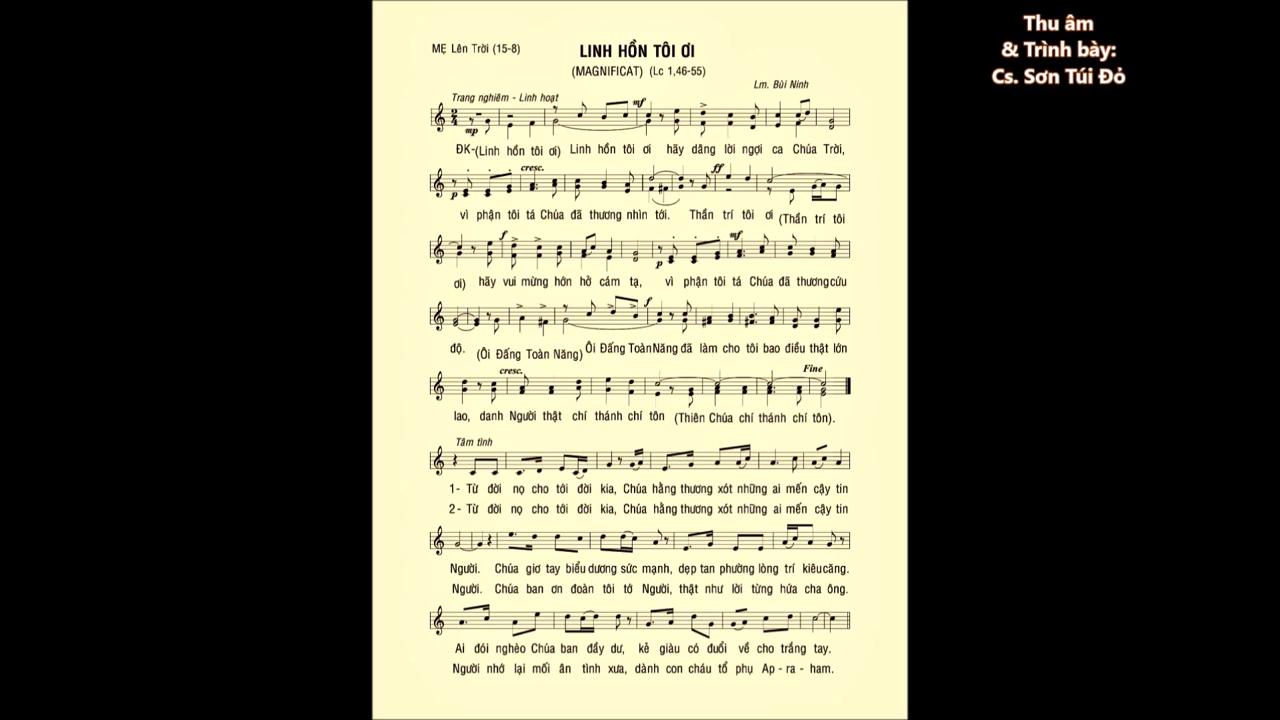 Thu âm
& Trình bày:
Cs. Sơn Túi Đỏ
MẸ Lên Trời (15-8)
LINH HỒN TÔI ƠI
(MAGNIFICAT) (Lc 1,46-55)
Lm. Bùi Ninh
Trang nghiêm - Linh hoạt
mf
mp
ĐK-(Linh hồn tôi ơi) Linh hồn tôi ơi hãy dâng lời ngợi ca Chúa Trời,
cresc.
ff
p
vì phận tôi tá Chúa đã thương nhìn tới. Thần trí tôi ơi (Thần trí tôi
f
mf
p
ơi) hãy vui mừng hớn hở cám tạ, vì phận tôi tá Chúa đã thương cứu
f
độ. (Ôi Đấng Toàn Năng) Ôi Đấng Toàn Năng đã làm cho tôi bao điều thật lớn
cresc.
Fine
lao, danh Người thật chí thánh chí tôn (Thiên Chúa chí thánh chí tôn).
Tâm tình
1- Từ đời nọ cho tới đời kia, Chúa hằng thương xót những ai mến cậy tin
2- Từ đời nọ cho tới đời kia, Chúa hằng thương xót những ai mến cậy tin
Người. Chúa giơ tay biểu dương sức mạnh, dẹp tan phường lòng trí kiêu căng.
Người. Chúa ban ơn đoàn tôi tớ Người, thật như lời từng hứa cha ông.
Ai đói nghèo Chúa ban đầy dư, kẻ giàu có đuổi về cho trắng tay.
Người nhớ lại mối ân tình xưa, dành con cháu tổ phụ Ap - ra - ham.